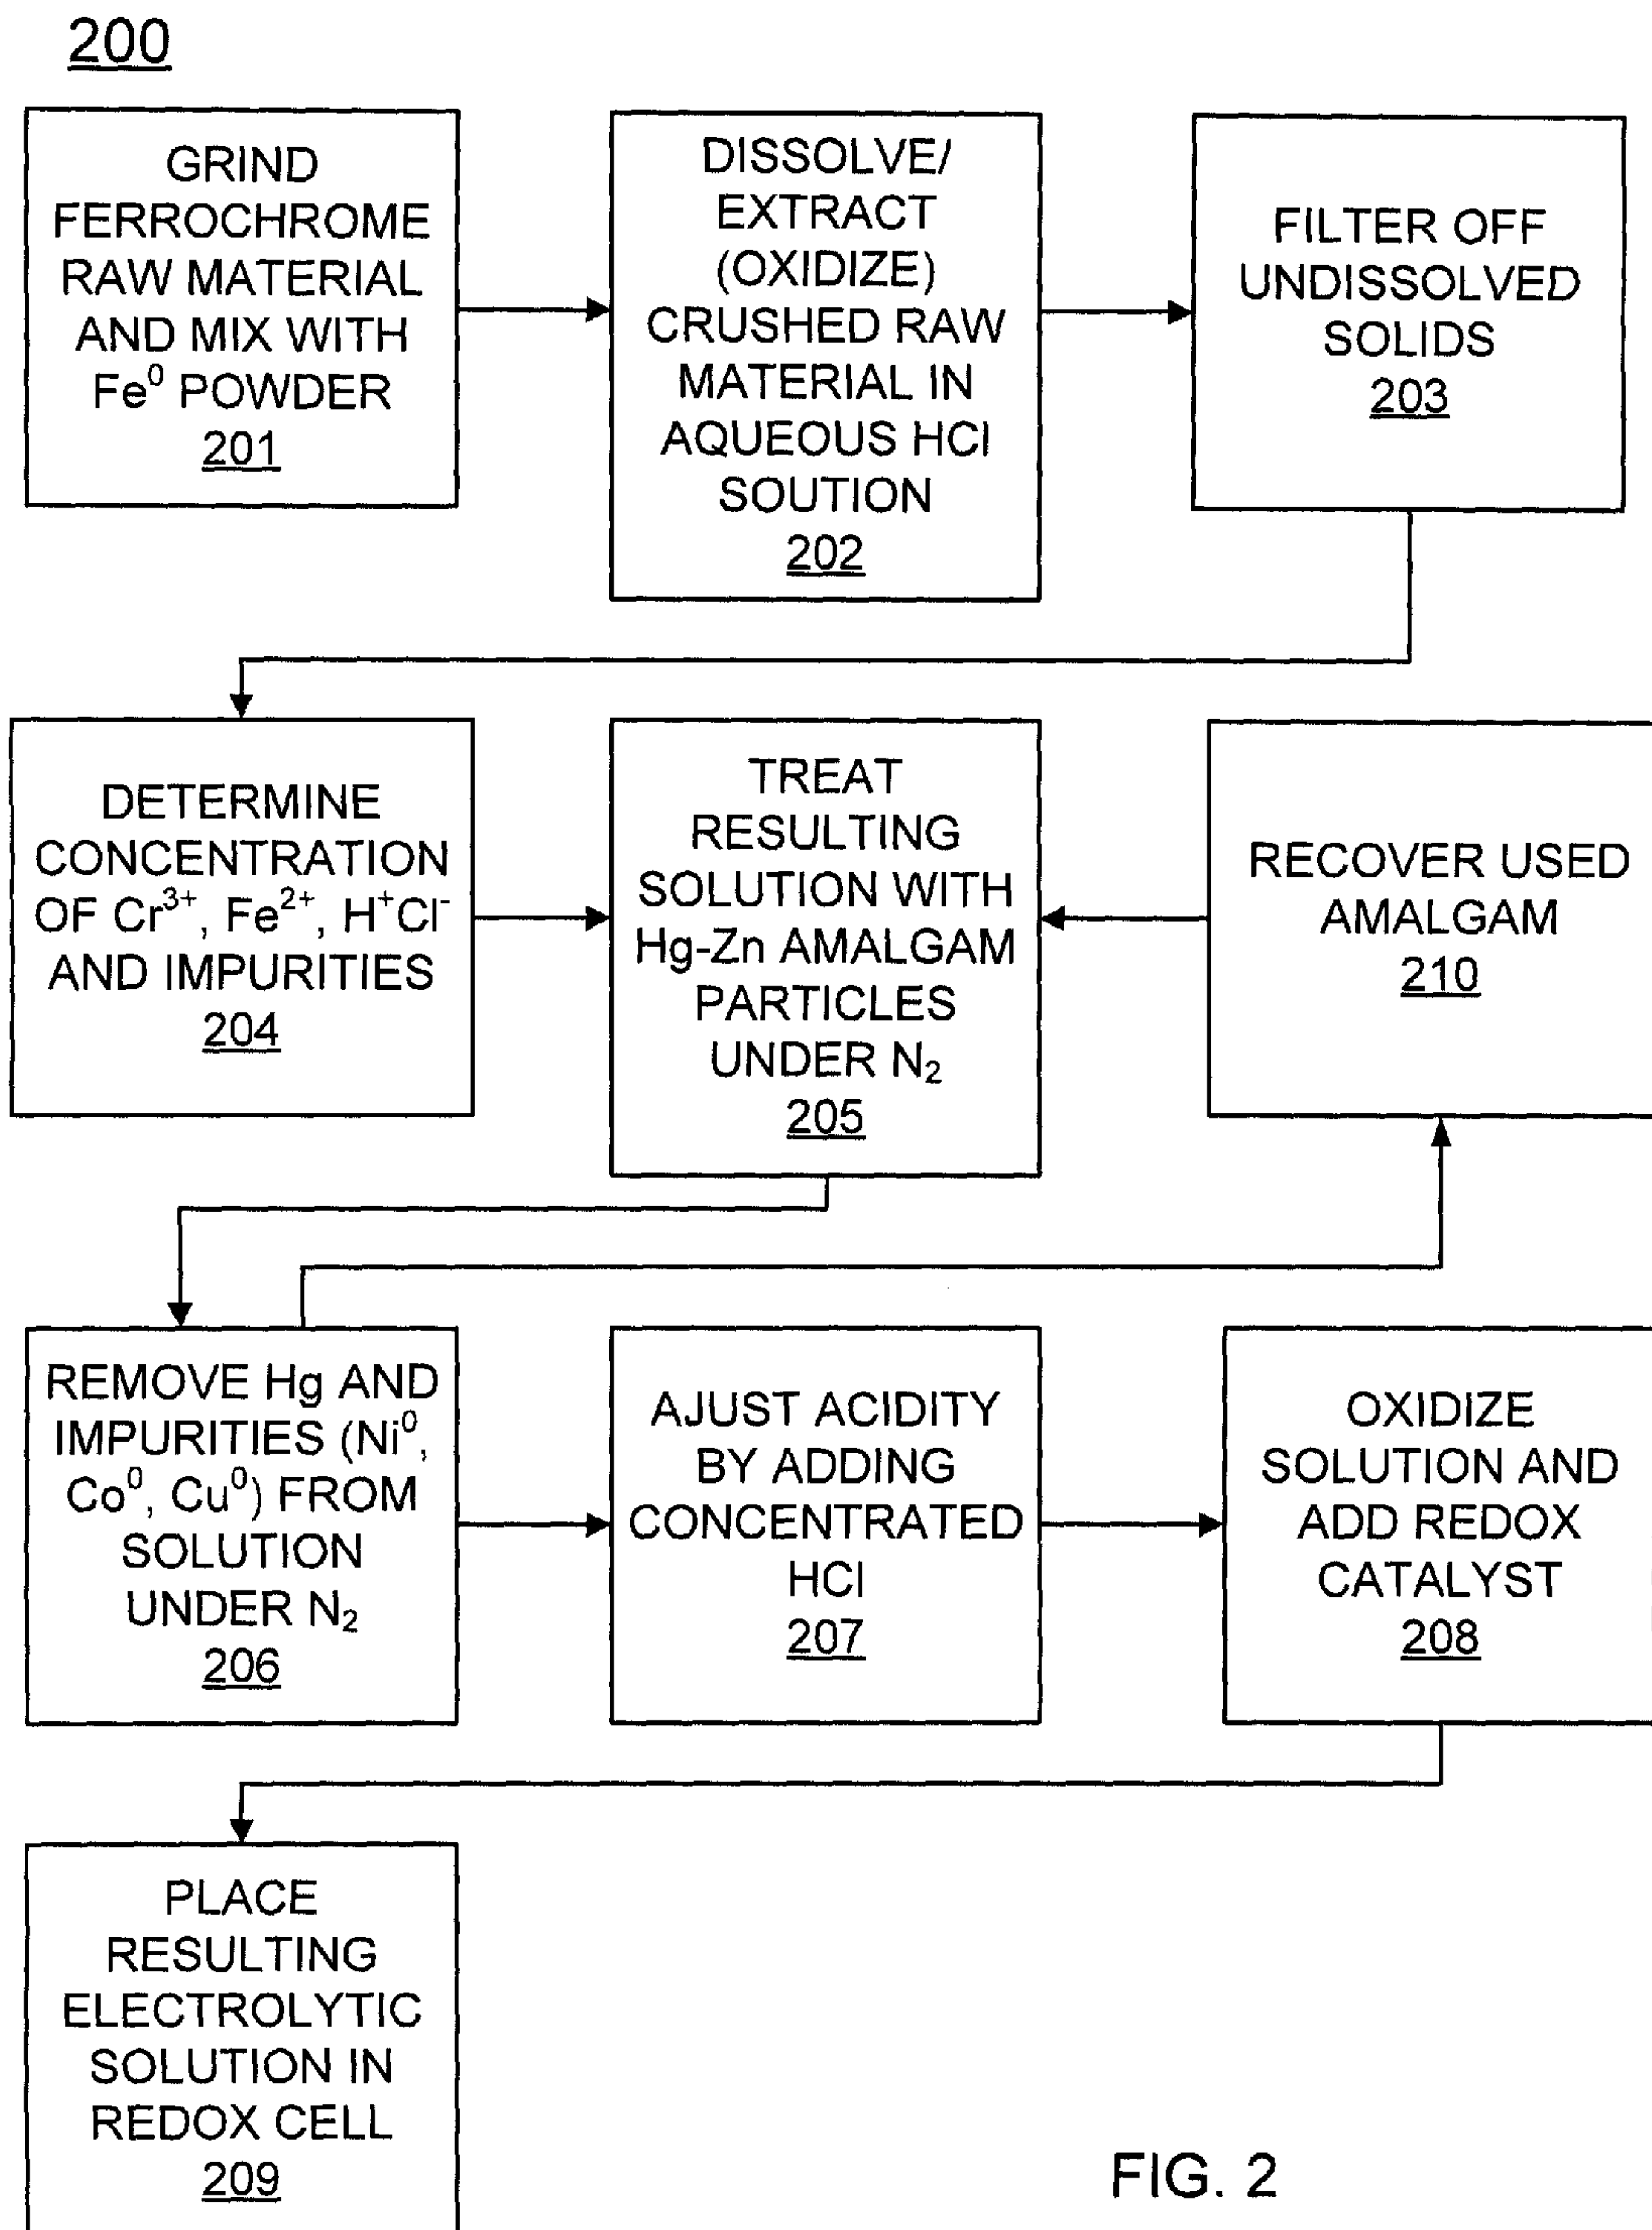 200
GRIND
FERROCHROME
RAW MATERIAL
AND MIX WITH
Fe⁰ POWDER
201
DISSOLVE/
EXTRACT
(OXIDIZE)
CRUSHED RAW
MATERIAL IN
AQUEOUS HCl
SOUTION
202
FILTER OFF
UNDISSOLVED
SOLIDS
203
DETERMINE
CONCENTRATION
OF Cr³⁺, Fe²⁺, H⁺Cl⁻
AND IMPURITIES
204
TREAT
RESULTING
SOLUTION WITH
Hg-Zn AMALGAM
PARTICLES
UNDER N₂
205
RECOVER USED
AMALGAM
210
REMOVE Hg AND
IMPURITIES (Ni⁰,
Co⁰, Cu⁰) FROM
SOLUTION
UNDER N₂
206
AJUST ACIDITY
BY ADDING
CONCENTRATED
HCl
207
OXIDIZE
SOLUTION AND
ADD REDOX
CATALYST
208
PLACE
RESULTING
ELECTROLYTIC
SOLUTION IN
REDOX CELL
209
FIG. 2